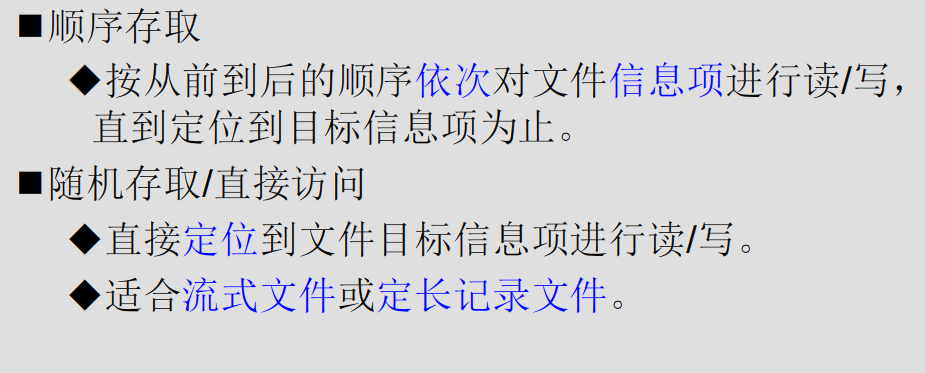 ■顺序存取
◆按从前到后的顺序依次对文件信息项进行读/写，
直到定位到目标信息项为止。
■随机存取/直接访问
◆直接定位到文件目标信息项进行读/写。
◆适合流式文件或定长记录文件。